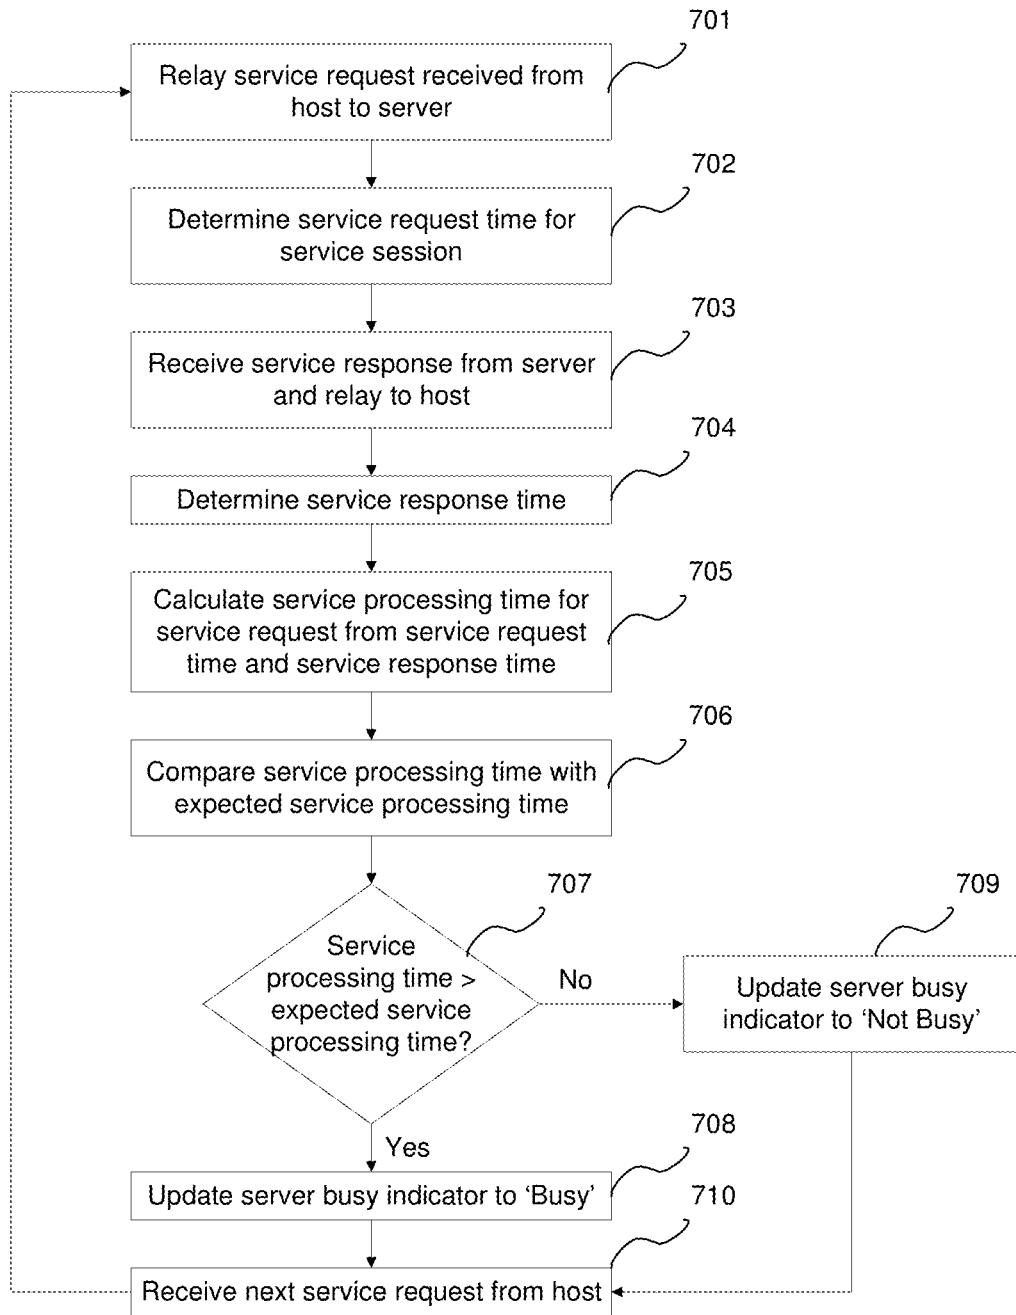 701
Relay service request received from
host to server
702
Determine service request time for
service session
703
Receive service response from server
and relay to host
704
Determine service response time
705
Calculate service processing time for
service request from service request
time and service response time
706
Compare service processing time with
expected service processing time
707
Service
processing time >
expected service
processing time?
No
709
Update server busy
indicator to ‘Not Busy’
Yes
708
Update server busy indicator to ‘Busy’
710
Receive next service request from host